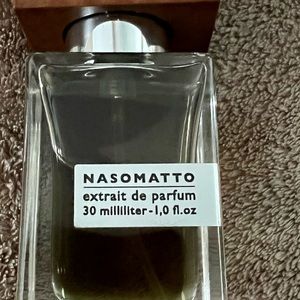 NASOMATTO
extrait de parfum
30 milliliter-1,0 fl.oz